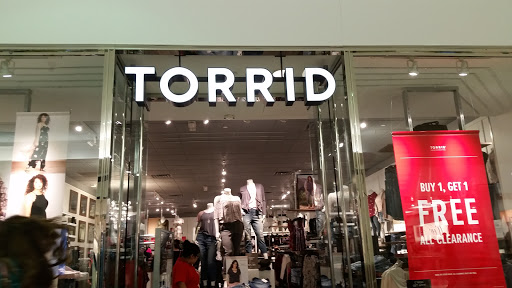 TORRID
TORRID
BUY 1, GET 1
FREE
ALL CLEARANCE